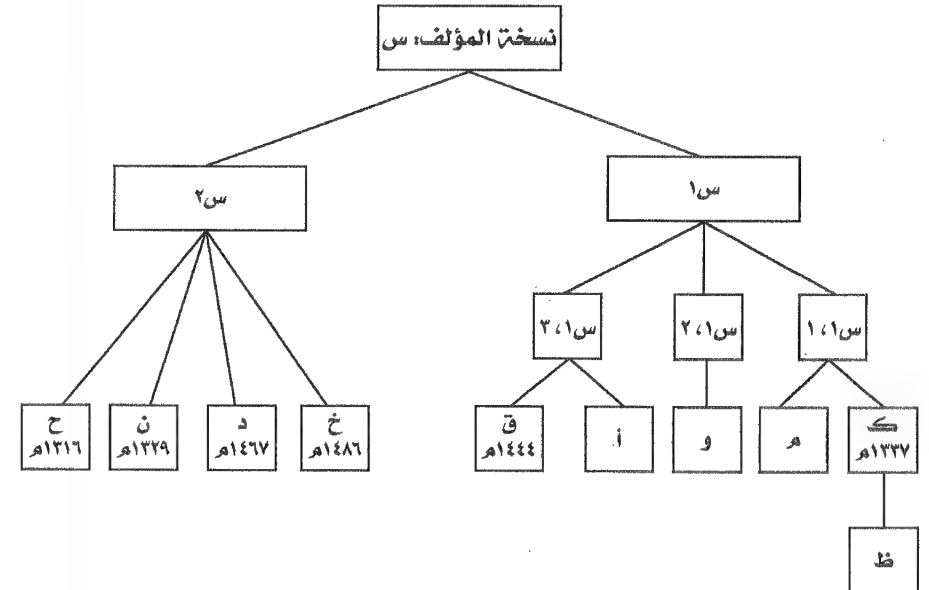 نسخة المؤلف، س
س١
س٢
س١، ١
س١، ٢
س١، ٣
ك
١٣٣٧م
م
و
أ.
ق
١٤٤٤م
خ
١٤٨٦م
د
١٤٦٧م
ن
١٣٢٩م
ح
١٣١٦م
ظ